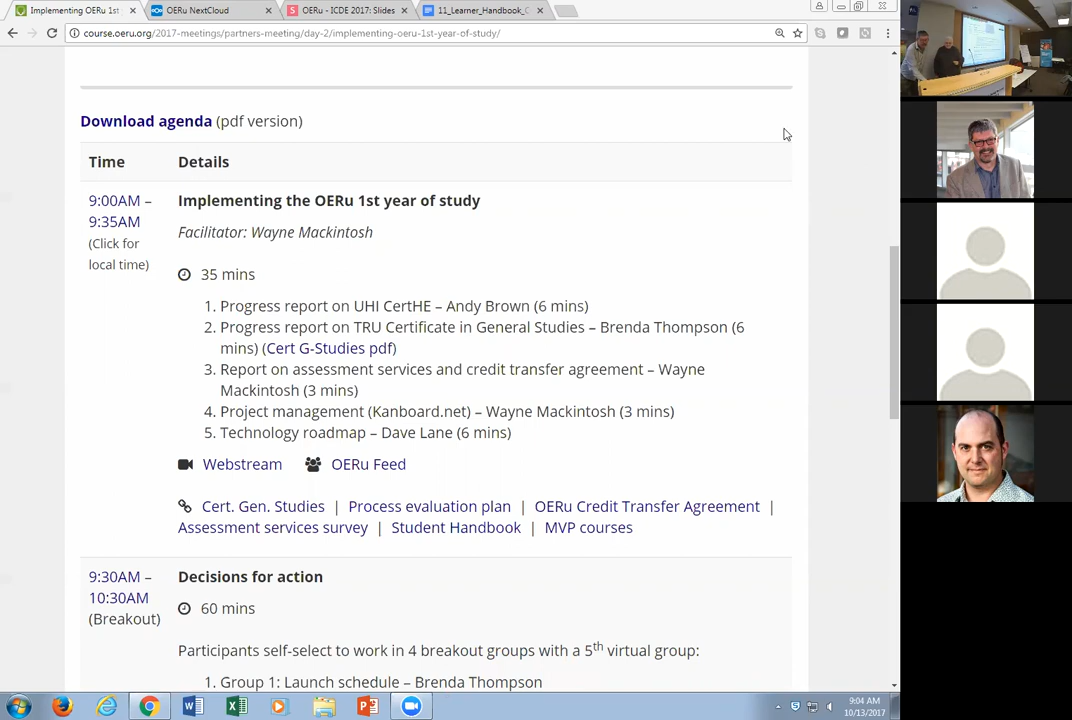 Implementing OERu 1st
OERu NextCloud
OERu - ICDE 2017: Slides
11_Learner_Handbook_C
course.oeru.org/2017-meetings/partners-meeting/day-2/implementing-oeru-1st-year-of-study/
Download agenda (pdf version)
Time Details
9:00AM –
9:35AM
(Click for
local time)
Implementing the OERu 1st year of study
Facilitator: Wayne Mackintosh
35 mins
1. Progress report on UHI CertHE – Andy Brown (6 mins)
2. Progress report on TRU Certificate in General Studies – Brenda Thompson (6
mins) (Cert G-Studies pdf)
3. Report on assessment services and credit transfer agreement – Wayne
Mackintosh (3 mins)
4. Project management (Kanboard.net) – Wayne Mackintosh (3 mins)
5. Technology roadmap – Dave Lane (6 mins)
Webstream OERu Feed
Cert. Gen. Studies | Process evaluation plan | OERu Credit Transfer Agreement |
Assessment services survey | Student Handbook | MVP courses
9:30AM –
10:30AM
(Breakout)
Decisions for action
60 mins
Participants self-select to work in 4 breakout groups with a 5th virtual group:
1. Group 1: Launch schedule – Brenda Thompson
9:04 AM
10/13/2017